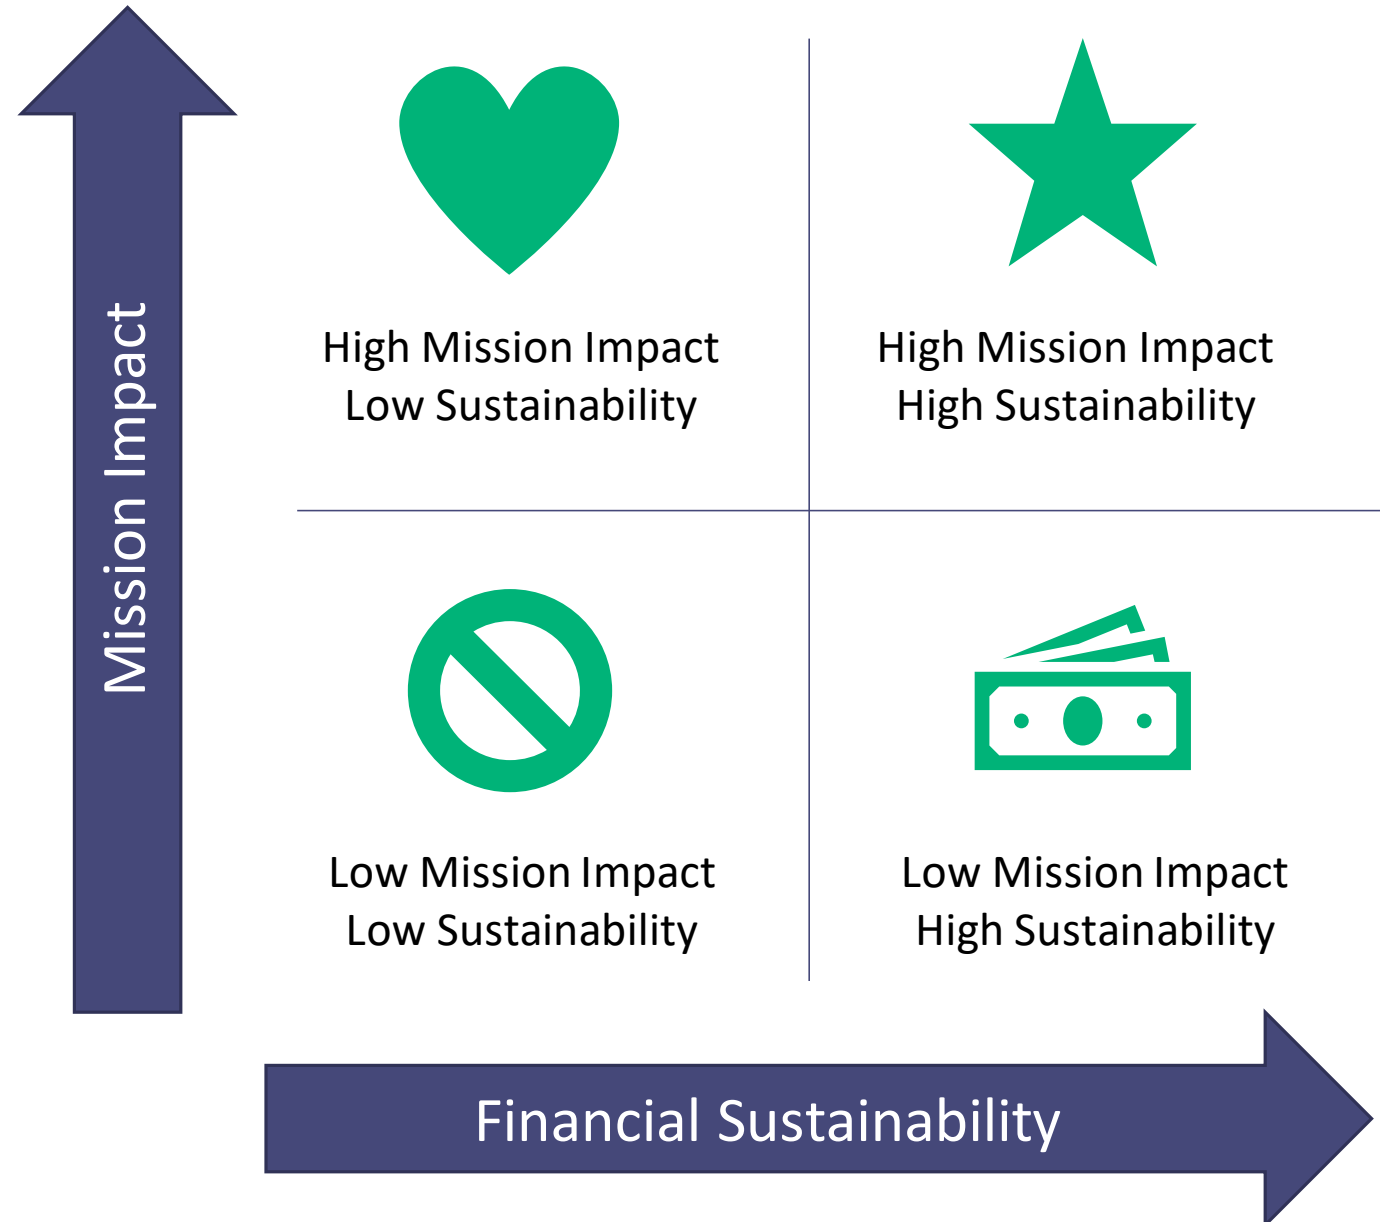 Mission Impact
High Mission Impact
Low Sustainability
High Mission Impact
High Sustainability
Low Mission Impact
Low Sustainability
Low Mission Impact
High Sustainability
Financial Sustainability